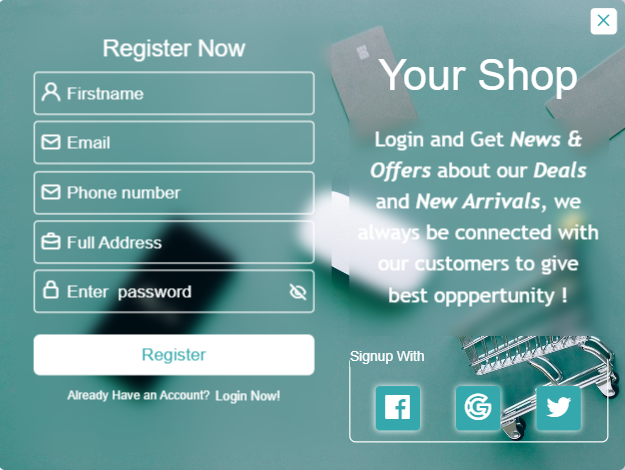 Register Now
Firstname
Email
Phone number
Full Address
Enter  password
Register
Already Have an Account? Login Now!
Your Shop
Login and Get News &
Offers about our Deals
and New Arrivals, we
always be connected with
our customers to give
best opppertunity !
Signup With